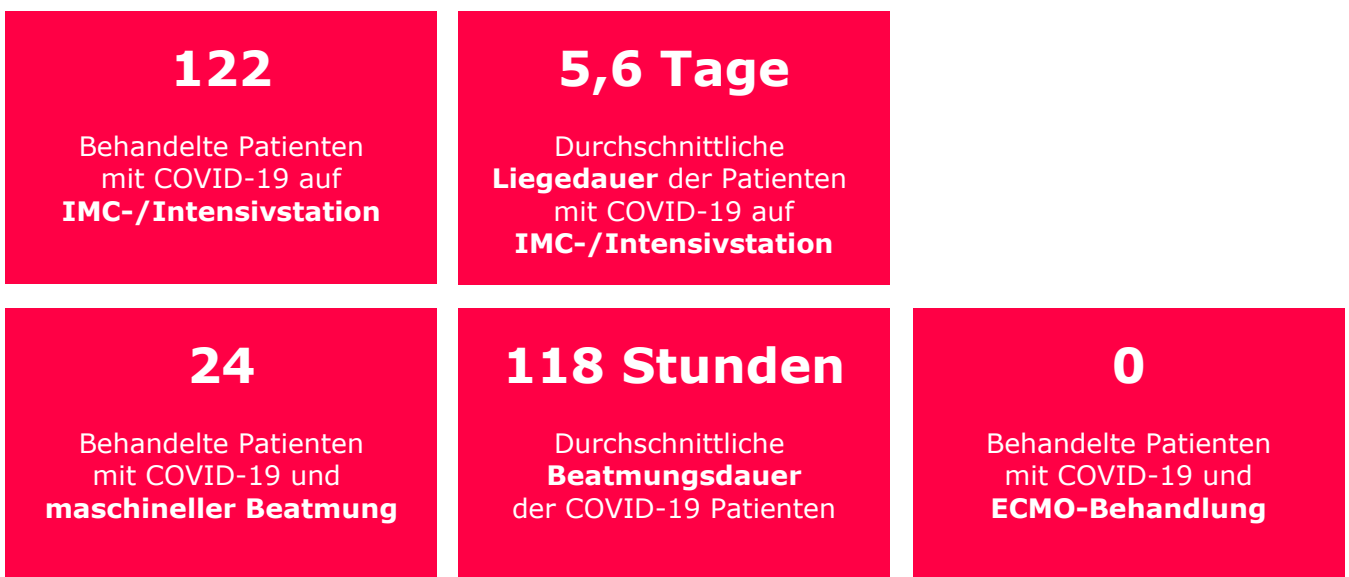 122
Behandelte Patienten
mit COVID-19 auf
IMC-/Intensivstation
5,6 Tage
Durchschnittliche
Liegedauer der Patienten
mit COVID-19 auf
IMC-/Intensivstation
24
Behandelte Patienten
mit COVID-19 und
maschineller Beatmung
118 Stunden
Durchschnittliche
Beatmungsdauer
der COVID-19 Patienten
0
Behandelte Patienten
mit COVID-19 und
ECMO-Behandlung